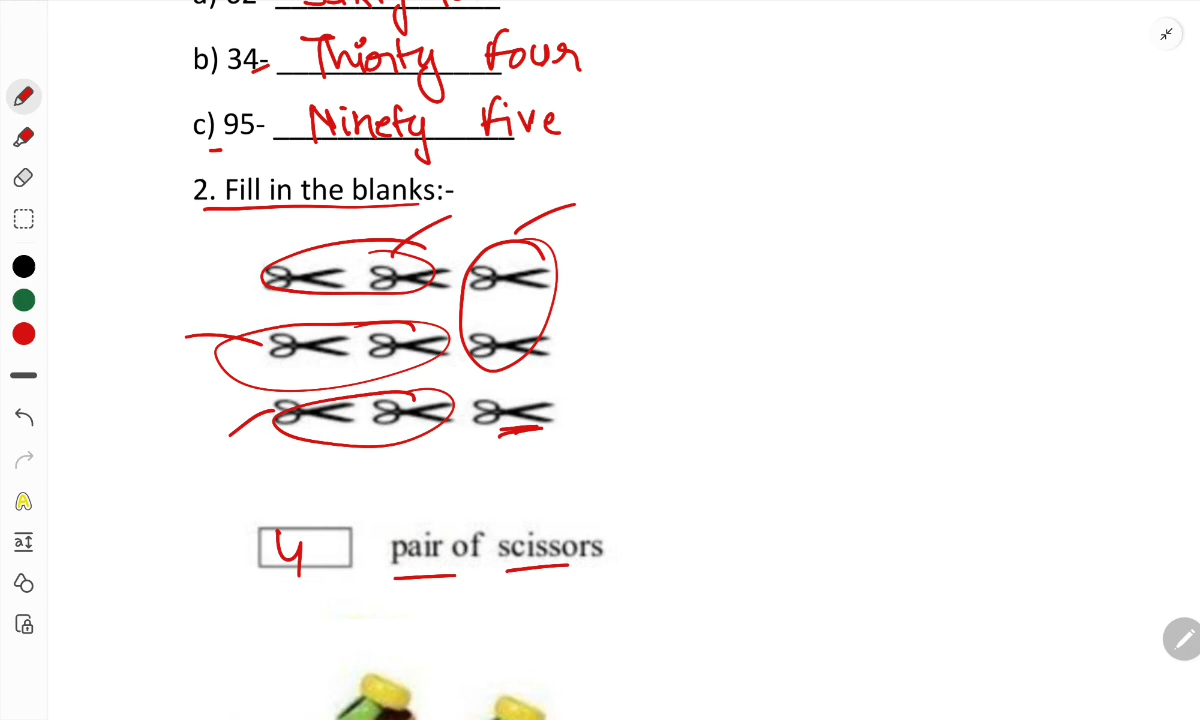 b) 34- Thirty four
c) 95- Ninety five
2. Fill in the blanks:-
4 pair of scissors